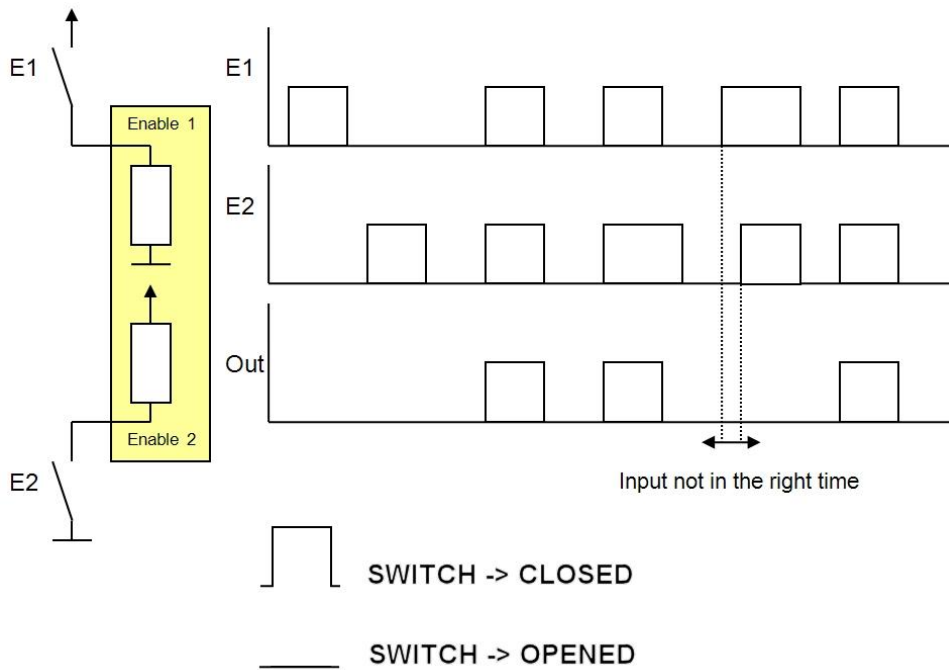 E1
E1
Enable 1
E2
Out
Enable 2
E2
Input not in the right time
SWITCH -> CLOSED
SWITCH -> OPENED